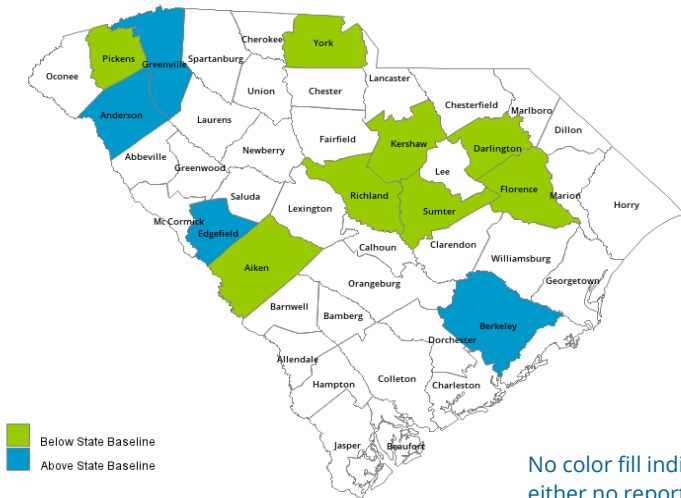 Cherokee
York
Pickens
Greenville
Spartanburg
Oconee
Lancaster
Union
Chester
Chesterfield
Marlboro
Anderson
Laurens
Dillon
Fairfield
Kershaw
Darlington
Abbeville
Newberry
Greenwood
Lee
Florence
Saluda
Richland
Marion
Horry
Mc Cormick
Lexington
Sumter
Edgefield
Calhoun
Clarendon
Williamsburg
Aiken
Orangeburg
Georgetown
Barnwell
Bamberg
Berkeley
Dorchester
Allendale
Hampton
Colleton
Charleston
Jasper
Beaufort
Below State Baseline
Above State Baseline
No color fill indi
either no report